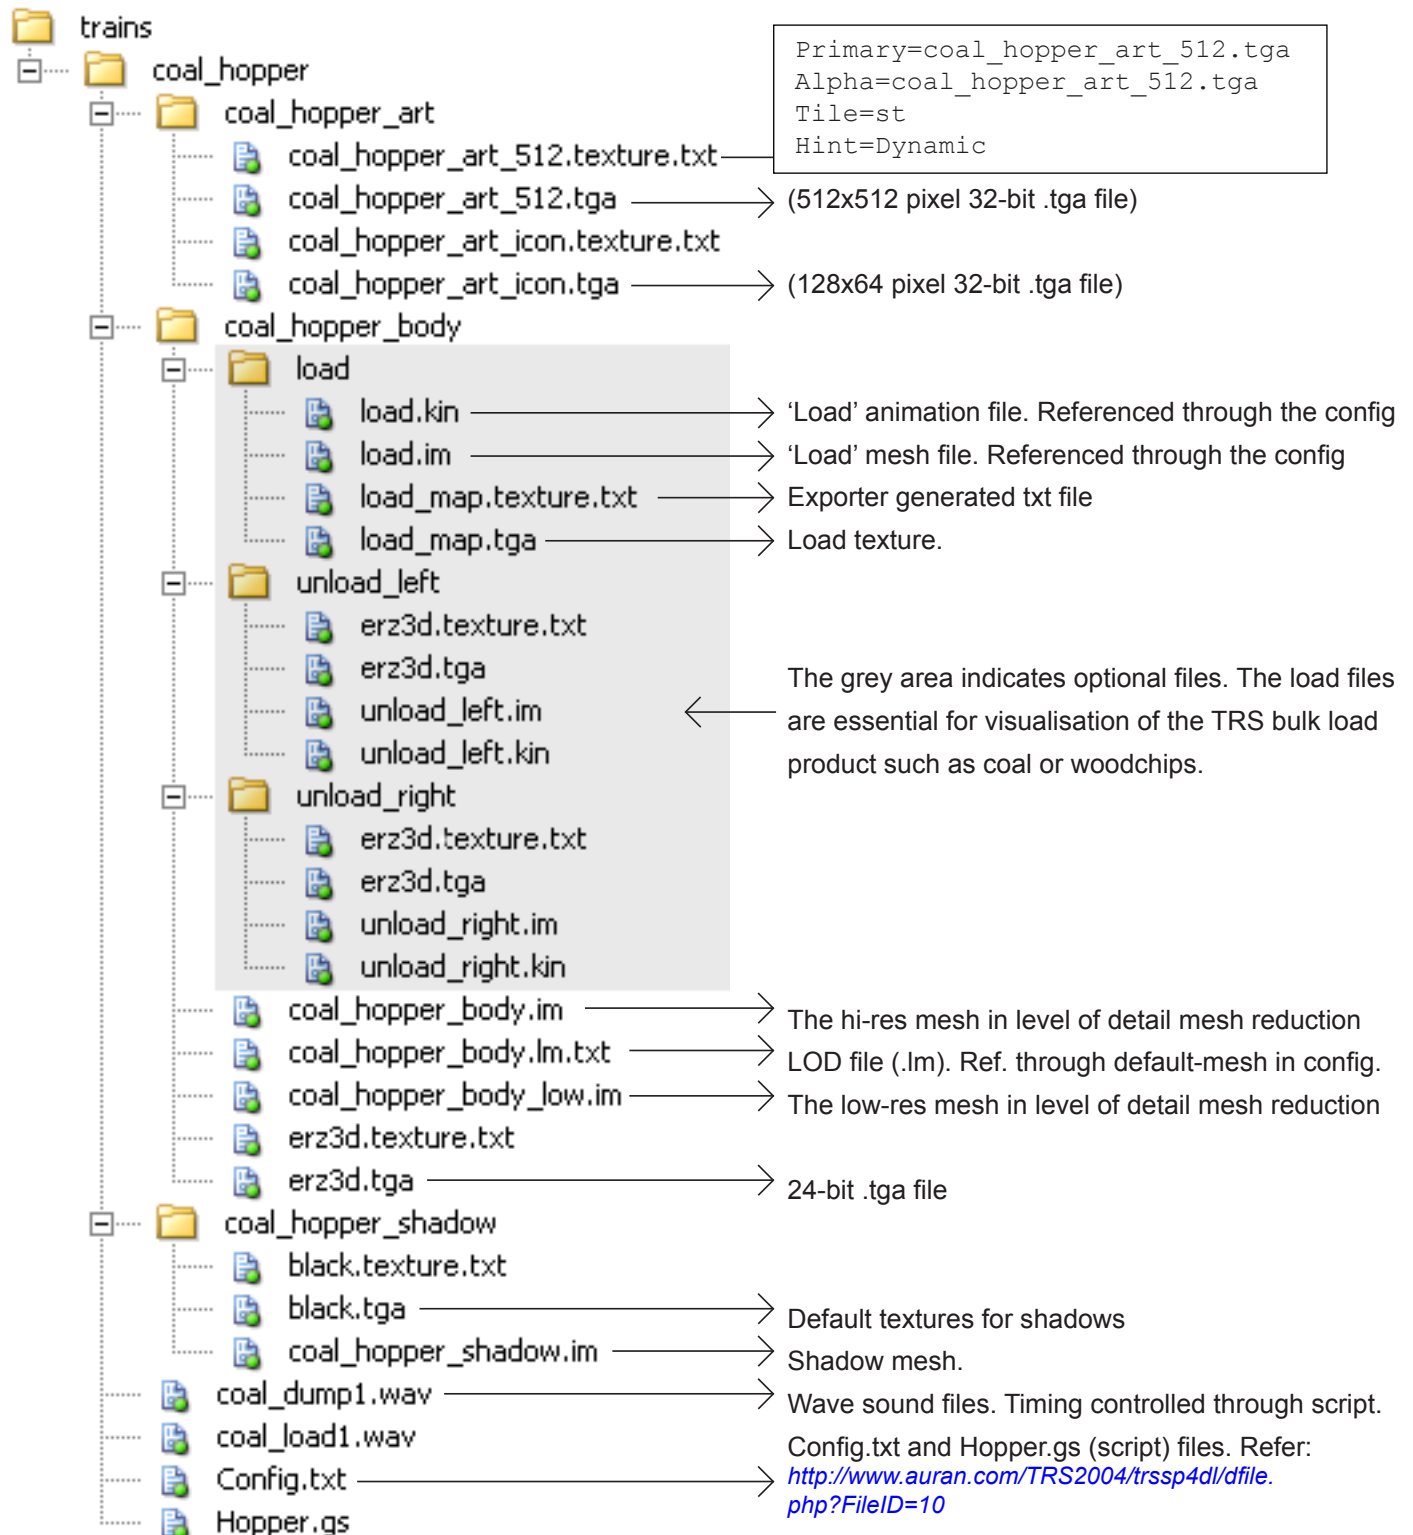 trains
coal_hopper
coal_hopper_art
Primary=coal_hopper_art_512.tga
Alpha=coal_hopper_art_512.tga
Tile=st
Hint=Dynamic
coal_hopper_art_512.texture.txt
coal_hopper_art_512.tga (512x512 pixel 32-bit .tga file)
coal_hopper_art_icon.texture.txt
coal_hopper_art_icon.tga (128x64 pixel 32-bit .tga file)
coal_hopper_body
load
load.kin ‘Load’ animation file. Referenced through the config
load.im ‘Load’ mesh file. Referenced through the config
load_map.texture.txt Exporter generated txt file
load_map.tga Load texture.
unload_left
erz3d.texture.txt
erz3d.tga
unload_left.im
unload_left.kin
The grey area indicates optional files. The load files
are essential for visualisation of the TRS bulk load
product such as coal or woodchips.
unload_right
erz3d.texture.txt
erz3d.tga
unload_right.im
unload_right.kin
coal_hopper_body.im The hi-res mesh in level of detail mesh reduction
coal_hopper_body.lm.txt LOD file (.lm). Ref. through default-mesh in config.
coal_hopper_body_low.im The low-res mesh in level of detail mesh reduction
erz3d.texture.txt
erz3d.tga 24-bit .tga file
coal_hopper_shadow
black.texture.txt
black.tga Default textures for shadows
coal_hopper_shadow.im Shadow mesh.
coal_dump1.wav Wave sound files. Timing controlled through script.
coal_load1.wav
Config.txt
Config.txt and Hopper.gs (script) files. Refer:
http://www.auran.com/TRS2004/trssp4dl/dfile.
php?FileID=10
Hopper.gs